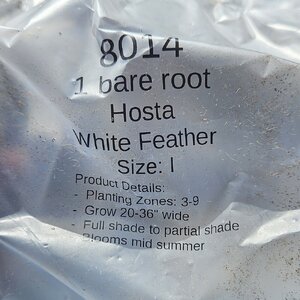 8014
1 bare root
Hosta
White Feather
Size: I
Product Details:
- Planting Zones: 3-9
- Grow 20-36" wide
- Full shade to partial shade
- Blooms mid summer